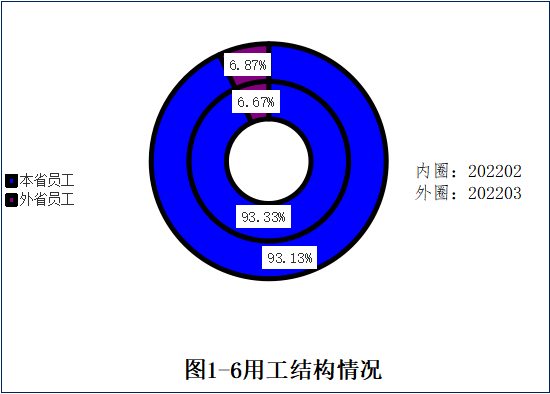 6.87%
6.67%
本省员工
外省员工
内圈：202202
外圈：202203
93.33%
93.13%
图1-6用工结构情况